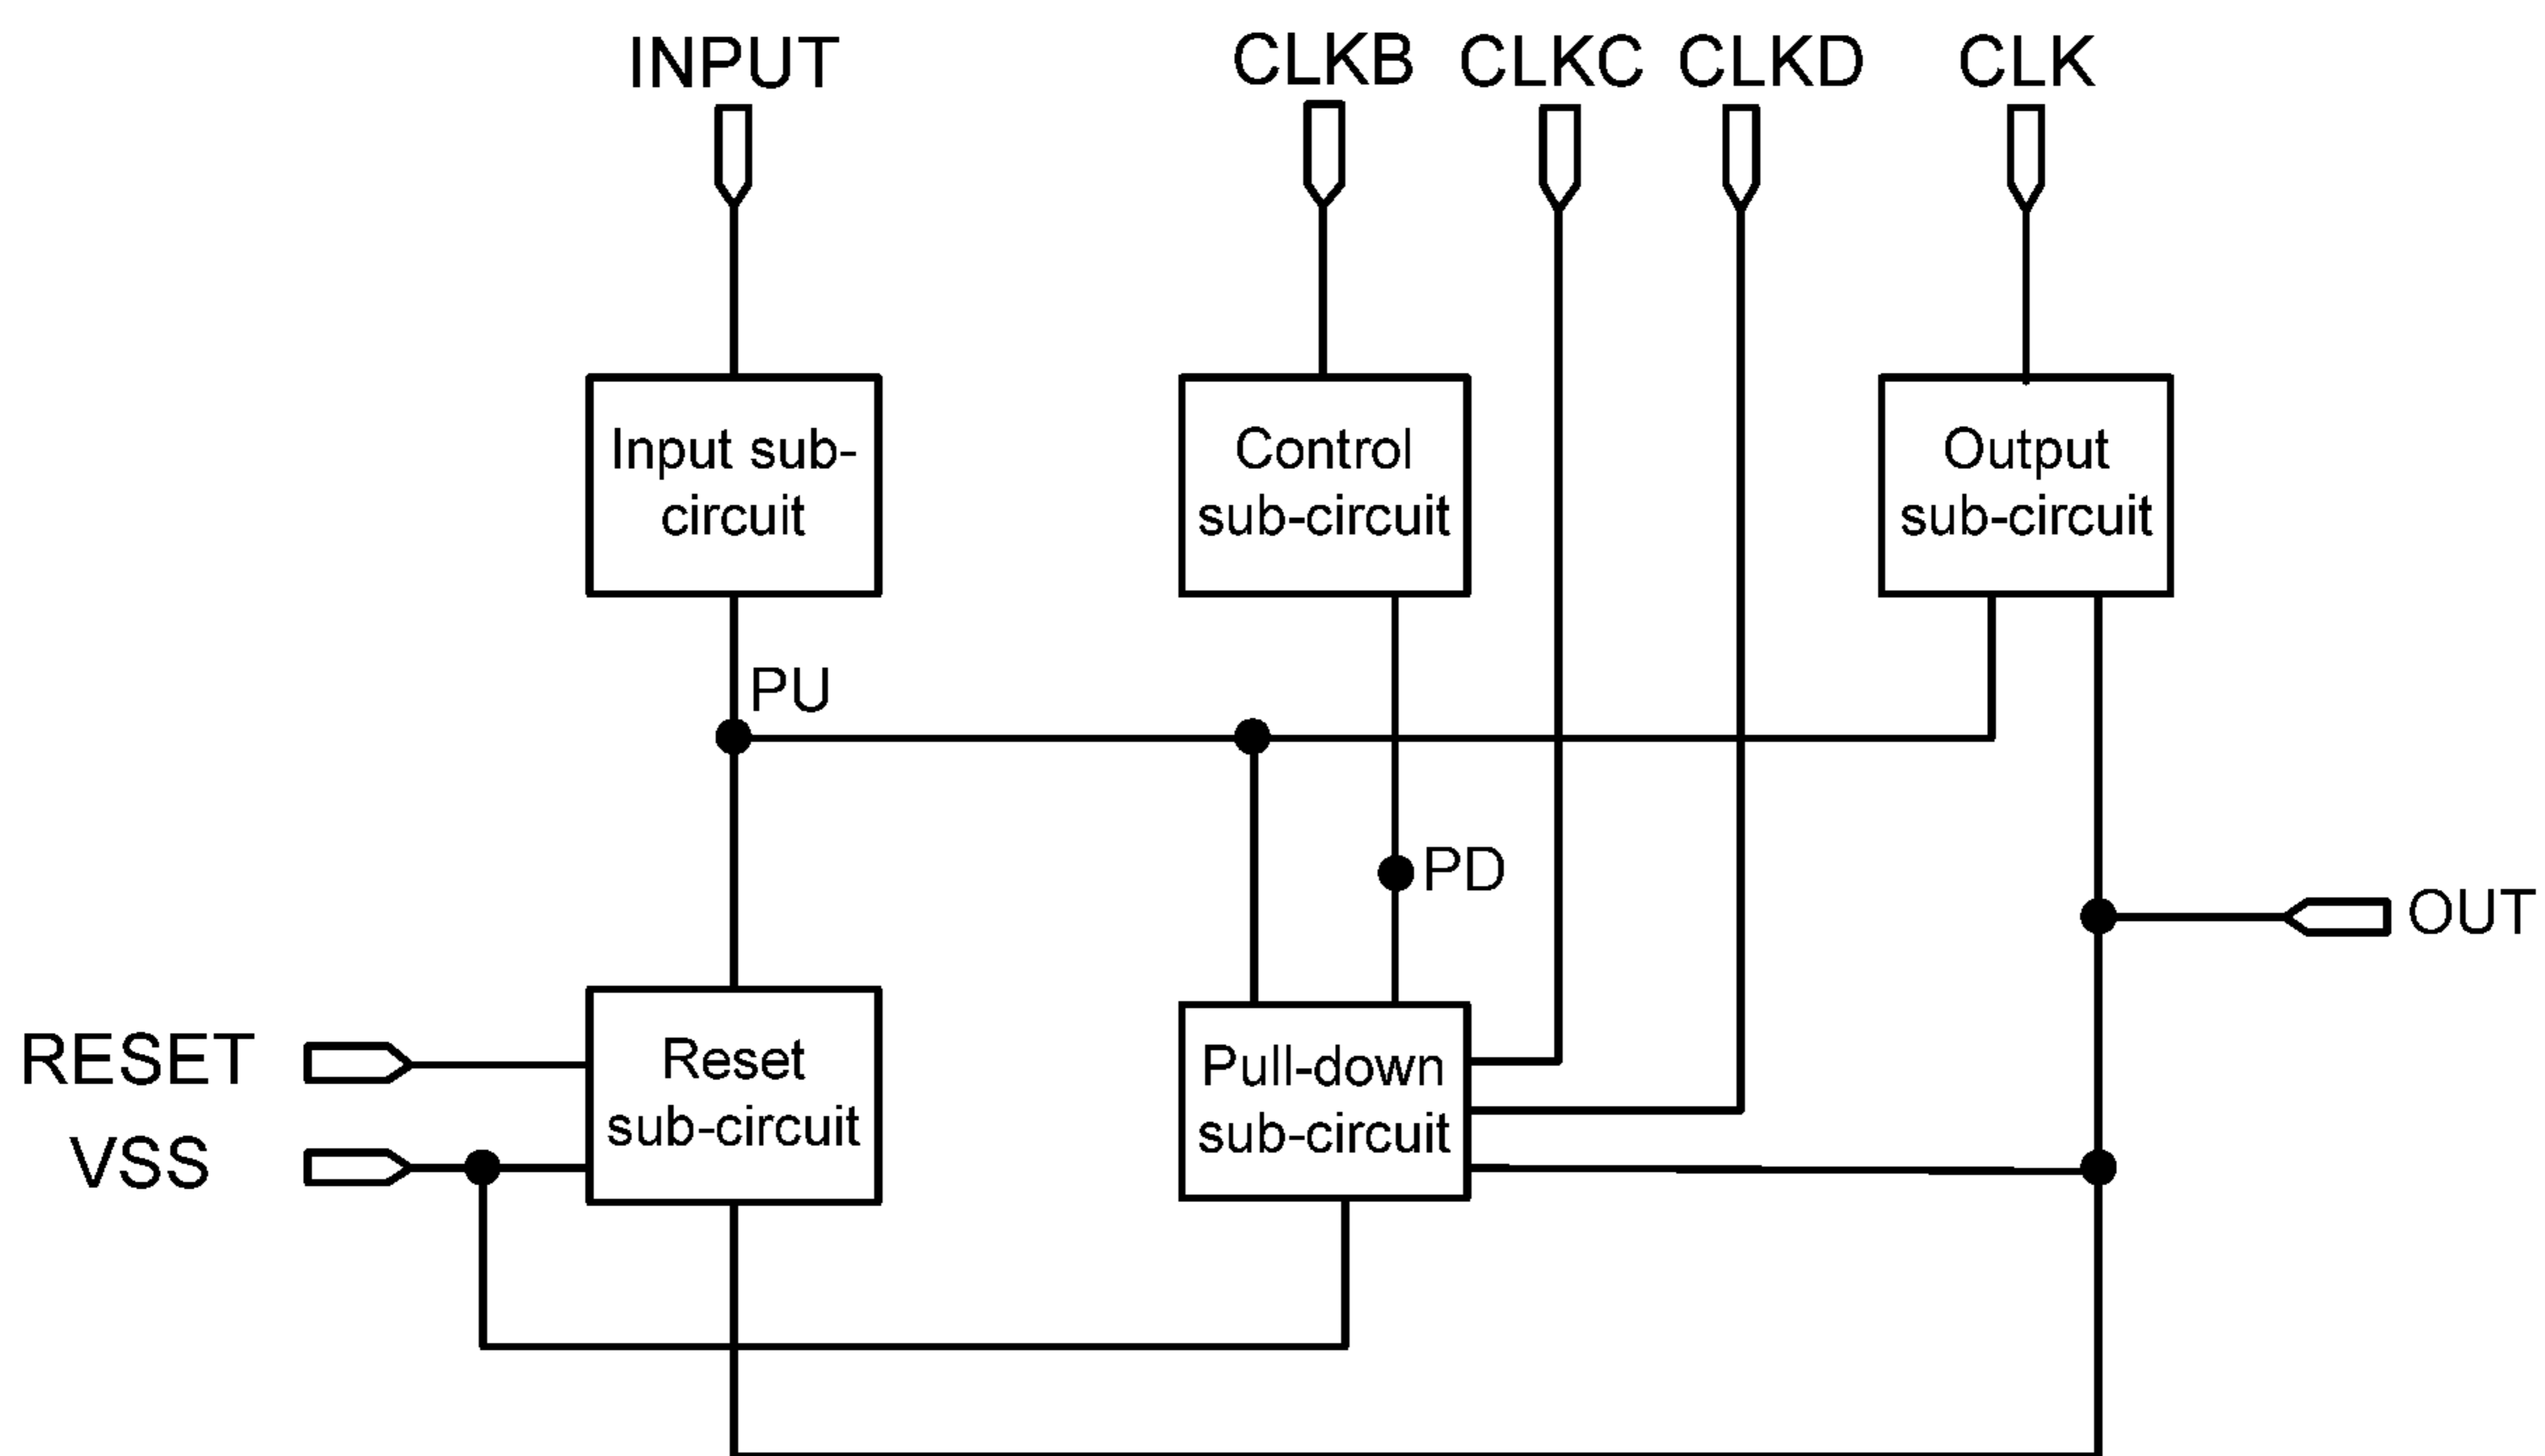 INPUT
CLKB
CLKC
CLKD
CLK
Input sub-
circuit
Control
sub-circuit
Output
sub-circuit
PU
PD
OUT
RESET
VSS
Reset
sub-circuit
Pull-down
sub-circuit